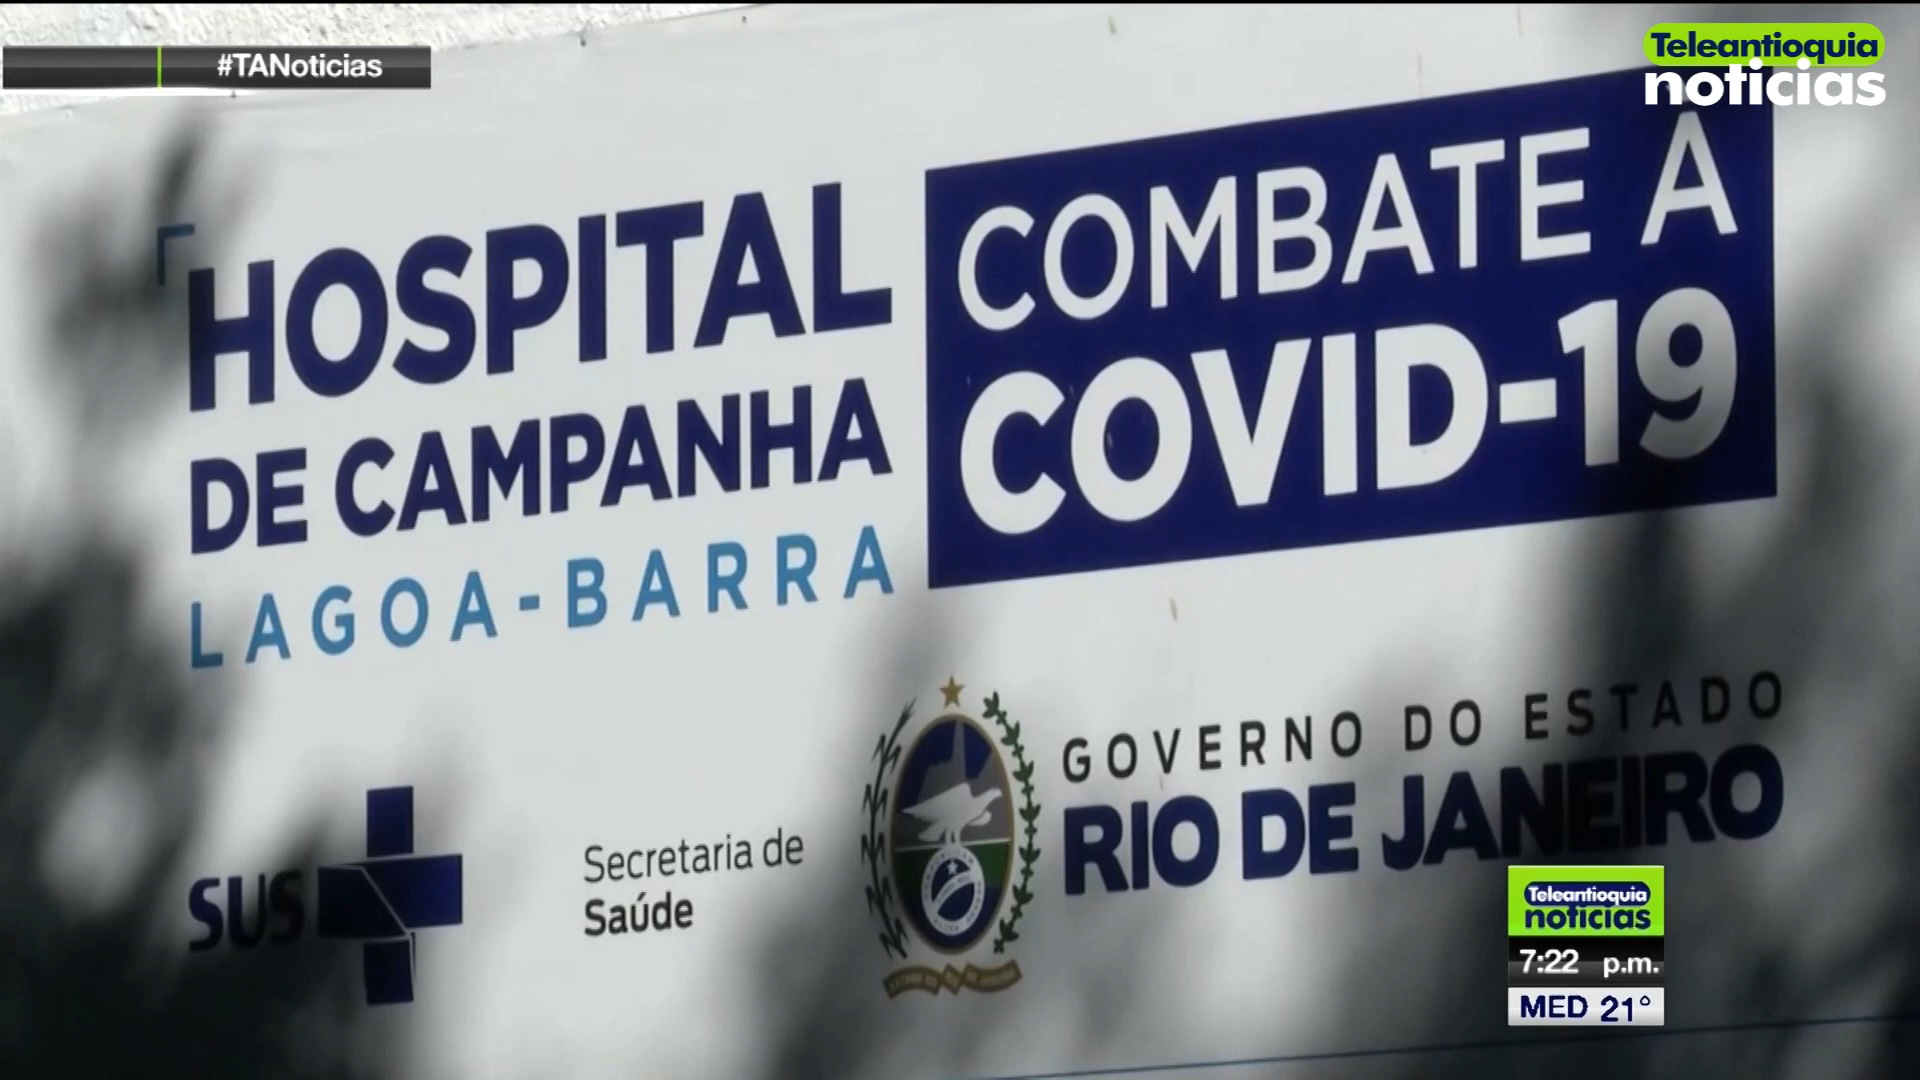 #TANoticias
Teleantioquia
noticias
HOSPITAL
DE CAMPANHA
LAGOA-BARRA
COMBATE À
COVID-19
SUS
Secretaria de
Saúde
GOVERNO DO ESTADO
RIO DE JANEIRO
Teleantioquia
noticias
7:22 p.m.
MED 21°